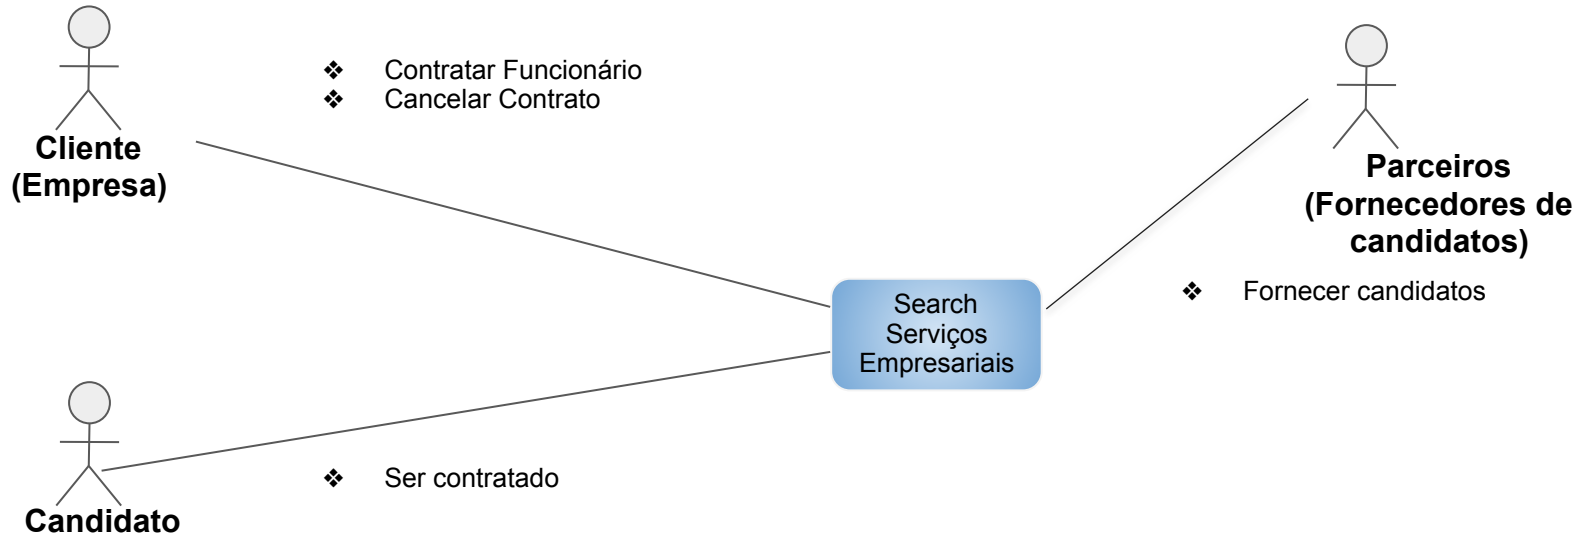 ❖ Contratar Funcionário
❖ Cancelar Contrato
Cliente
(Empresa)
Parceiros
(Fornecedores de
candidatos)
❖ Fornecer candidatos
Search
Serviços
Empresariais
❖ Ser contratado
Candidato